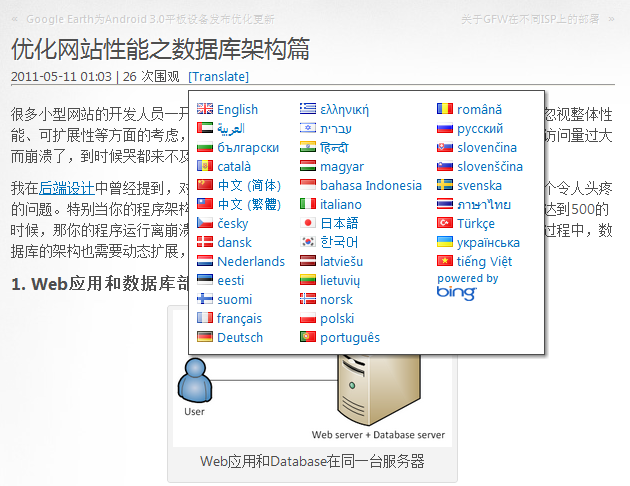 « Google Earth为Android 3.0平板设备发布优化更新
关于GFW在不同ISP上的部署 »
优化网站性能之数据库架构篇
2011-05-11 01:03 | 26 次围观 [Translate]
很多小型网站的开发人员一开
忽视整体性
能、可扩展性等方面的考虑,
访问量过大
而崩溃了,到时候哭都来不及
我在后端设计中曾经提到,对
个令人头疼
的问题。特别当你的程序架构
达到500的
时候,那你的程序运行离崩溃
过程中,数
据库的架构也需要动态扩展,
1. Web应用和数据库部
English
العربية
български
català
中文 (简体)
中文 (繁體)
česky
dansk
Nederlands
eesti
suomi
français
Deutsch
ελληνική
עברית
हिन्दी
magyar
bahasa Indonesia
italiano
日本語
한국어
latviešu
lietuvių
norsk
polski
português
română
русский
slovenčina
slovenščina
svenska
ภาษาไทย
Türkçe
українська
tiếng Việt
powered by
bing
User
Web server + Database server
Web应用和Database在同一台服务器